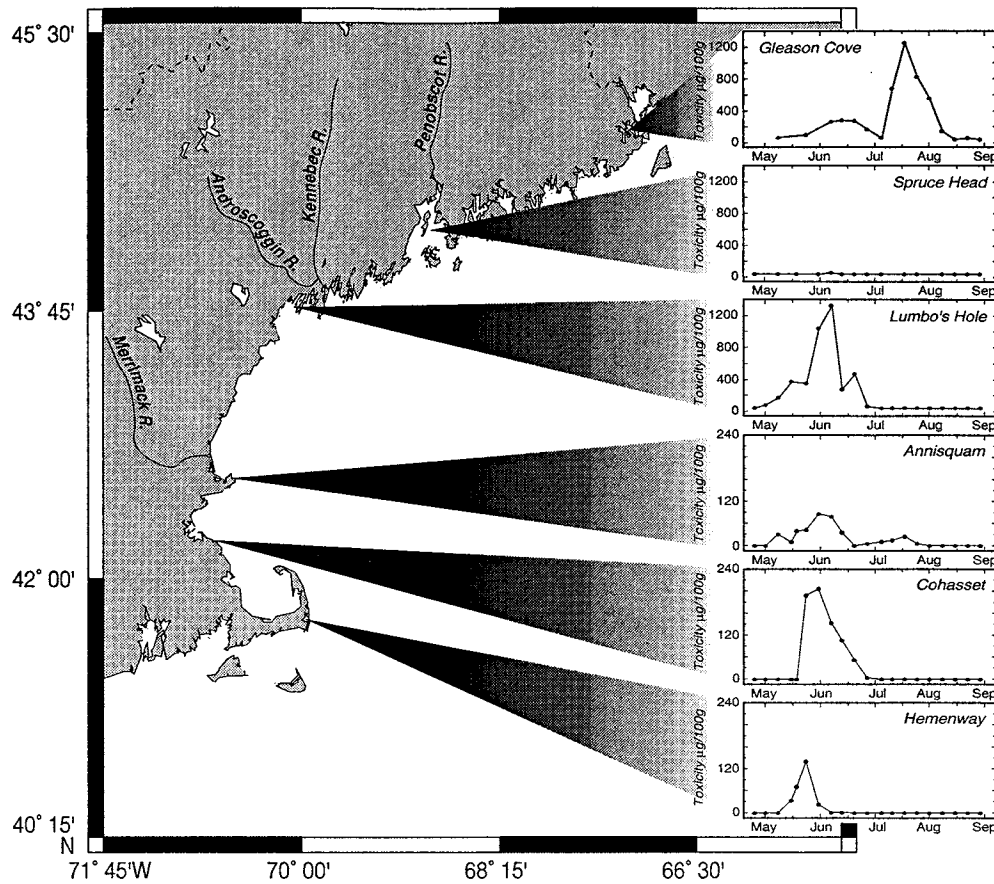 45° 30'
43° 45'
42° 00'
40° 15'
N
71° 45'W
70° 00'
68° 15'
66° 30'
Androscoggin R.
Kennebec R.
Penobscot R.
Merrimack R.
Gleason Cove
Toxicity µg/100g
1200
800
400
0
May Jun Jul Aug Sep
Spruce Head
Toxicity µg/100g
1200
800
400
0
May Jun Jul Aug Sep
Lumbo's Hole
Toxicity µg/100g
1200
800
400
0
May Jun Jul Aug Sep
Annisquam
Toxicity µg/100g
240
120
0
May Jun Jul Aug Sep
Cohasset
Toxicity µg/100g
240
120
0
May Jun Jul Aug Sep
Hemenway
Toxicity µg/100g
240
120
0
May Jun Jul Aug Sep